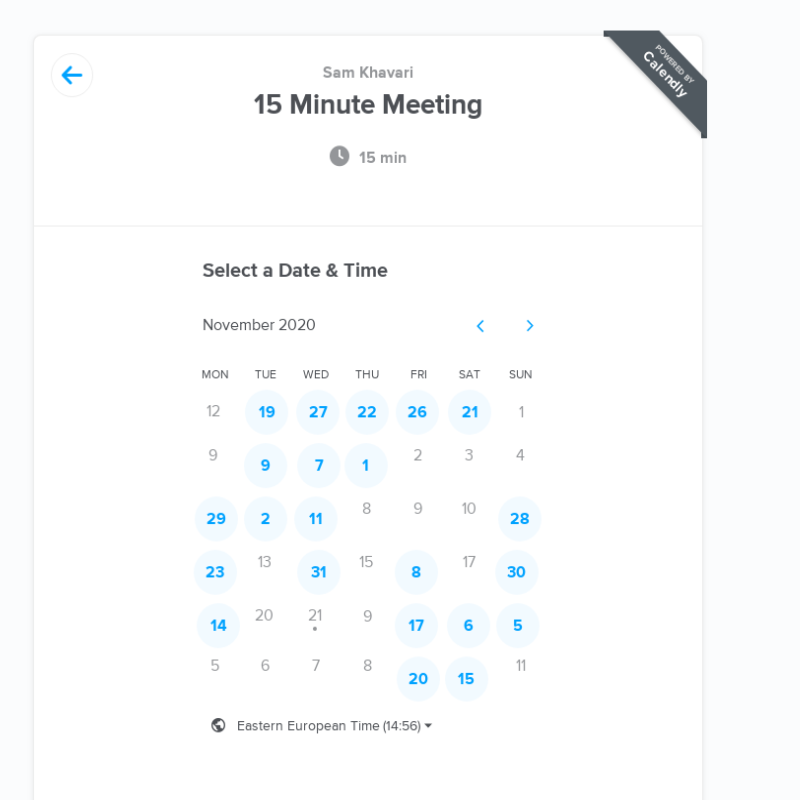 Sam Khavari
POWERED BY
Calendly
15 Minute Meeting
15 min
Select a Date & Time
November 2020
MON TUE WED THU FRI SAT SUN
12 19 27 22 26 21 1
9 9 7 1 2 3 4
29 2 11 8 9 10 28
23 13 31 15 8 17 30
14 20 21 9 17 6 5
5 6 7 8 20 15 11
Eastern European Time (14:56)